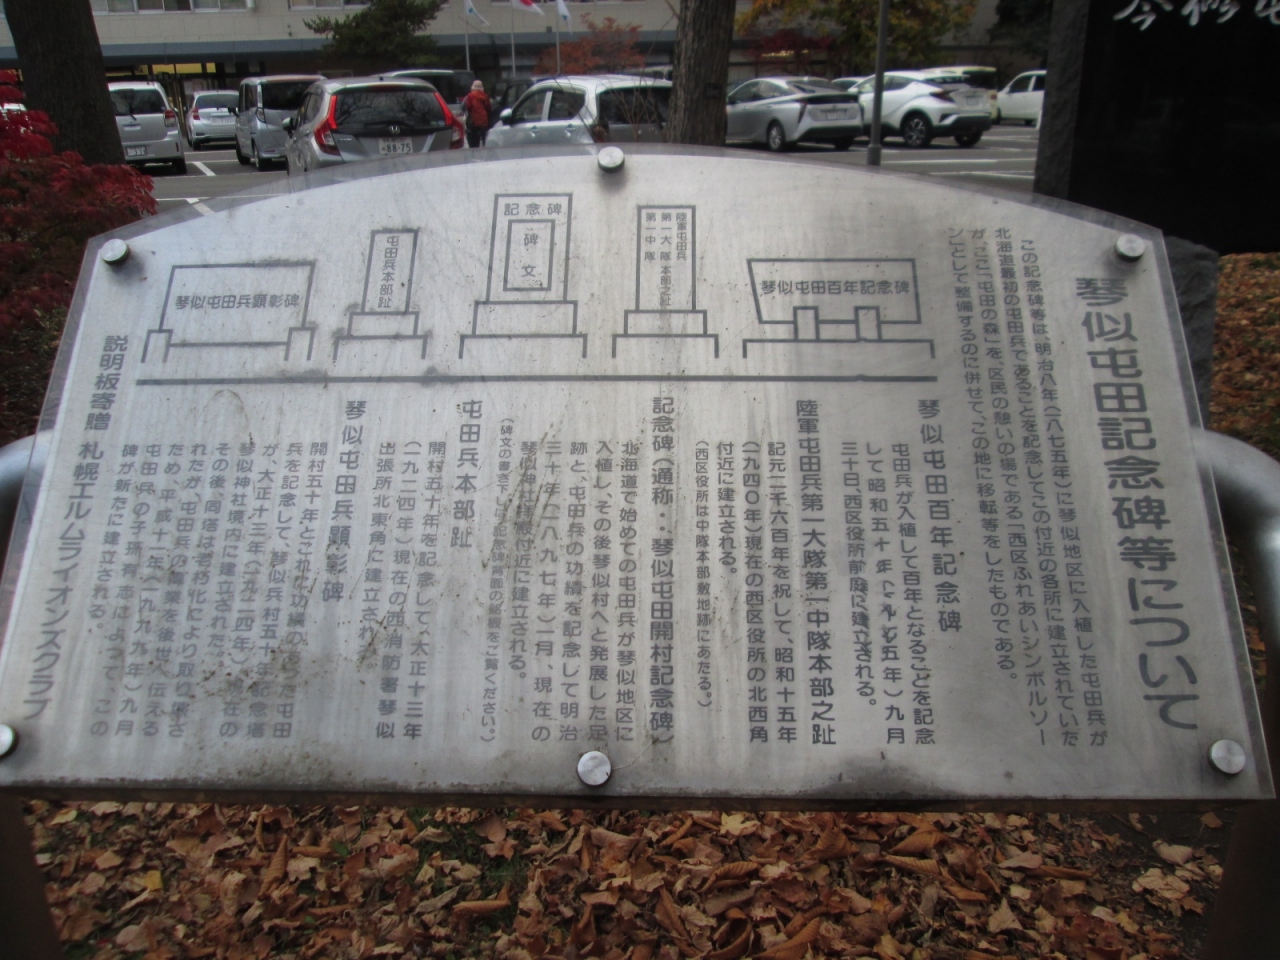 琴似屯田記念碑等について
この記念碑等は明治八年(一八七五年)に琴似地区に入植した屯田兵が
北海道最初の屯田兵であることを記念してこの付近の各所に建立されていた
が、ここ「屯田の森」を、区民の憩いの場である「西区ふれあいシンボルゾー
ン」として整備するのに併せて、この地に移転等をしたものである。
琴似屯田百年記念碑
陸軍屯田兵
第一大隊本部之趾
第一中隊
記念碑
碑文
屯田兵本部趾
琴似屯田兵顕彰碑
琴似屯田百年記念碑
屯田兵が入植して百年となることを記念
して昭和五十年(一九七五年)九月
三十日、西区役所前庭に建立される。
陸軍屯田兵第一大隊第一中隊本部之趾
記元二千六百年を祝して、昭和十五年
(一九四〇年)現在の西区役所の北西角
付近に建立される。
(西区役所は中隊本部敷地跡にあたる。)
記念碑(通称:琴似屯田開村記念碑)
北海道で始めての屯田兵が琴似地区に
入植し、その後琴似村へと発展した足
跡と、屯田兵の功績を記念して明治
三十年(一八九七年)一月、現在の
琴似神社拝殿付近に建立される。
(碑文の書き下しは記念碑背面の銘板をご覧ください。)
屯田兵本部趾
開村五十年を記念して、大正十三年
(一九二四年)現在の西消防署琴似
出張所北東角に建立され
琴似屯田兵顕彰碑
開村五十年とこれに功績のあった屯田
兵を記念して、琴似兵村五十年記念塔
が、大正十三年(一九二四年)現在の
琴似神社境内に建立された。
その後、同塔は老朽化により取り壊さ
れたが、屯田兵の偉業を後世へ伝える
ため、平成十一年(一九九九年)九月
屯田兵の子孫有志によって、この
碑が新たに建立される。
説明板寄贈 札幌エルムライオンズクラブ
88-75